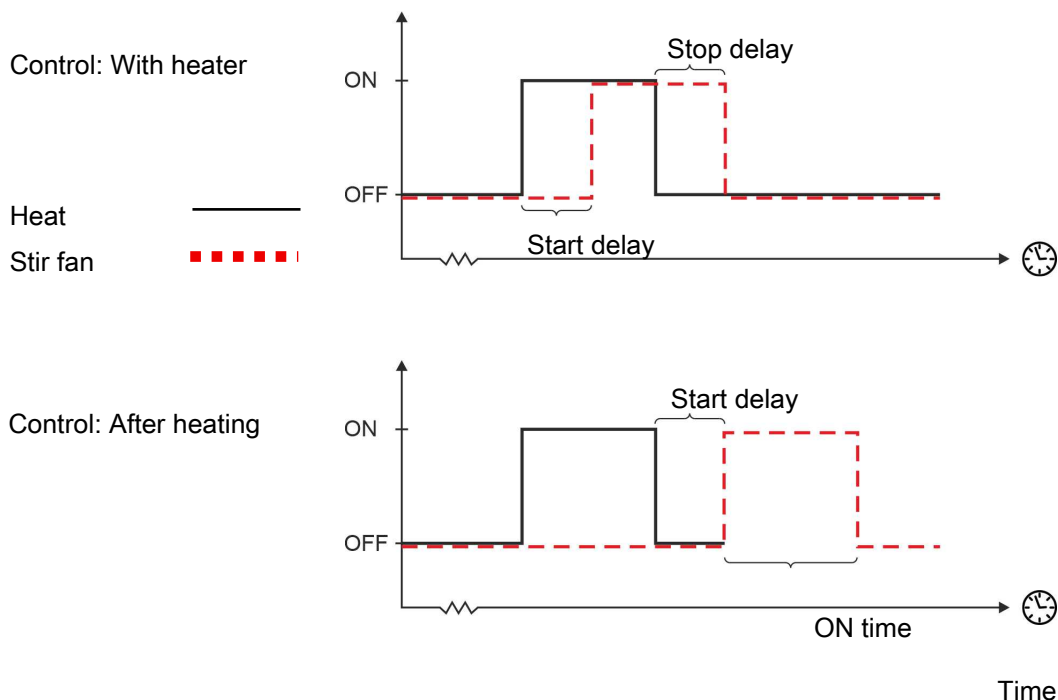 Control: With heater
Stop delay
ON
OFF
Heat
Start delay
Stir fan
Control: After heating
Start delay
ON
OFF
ON time
Time